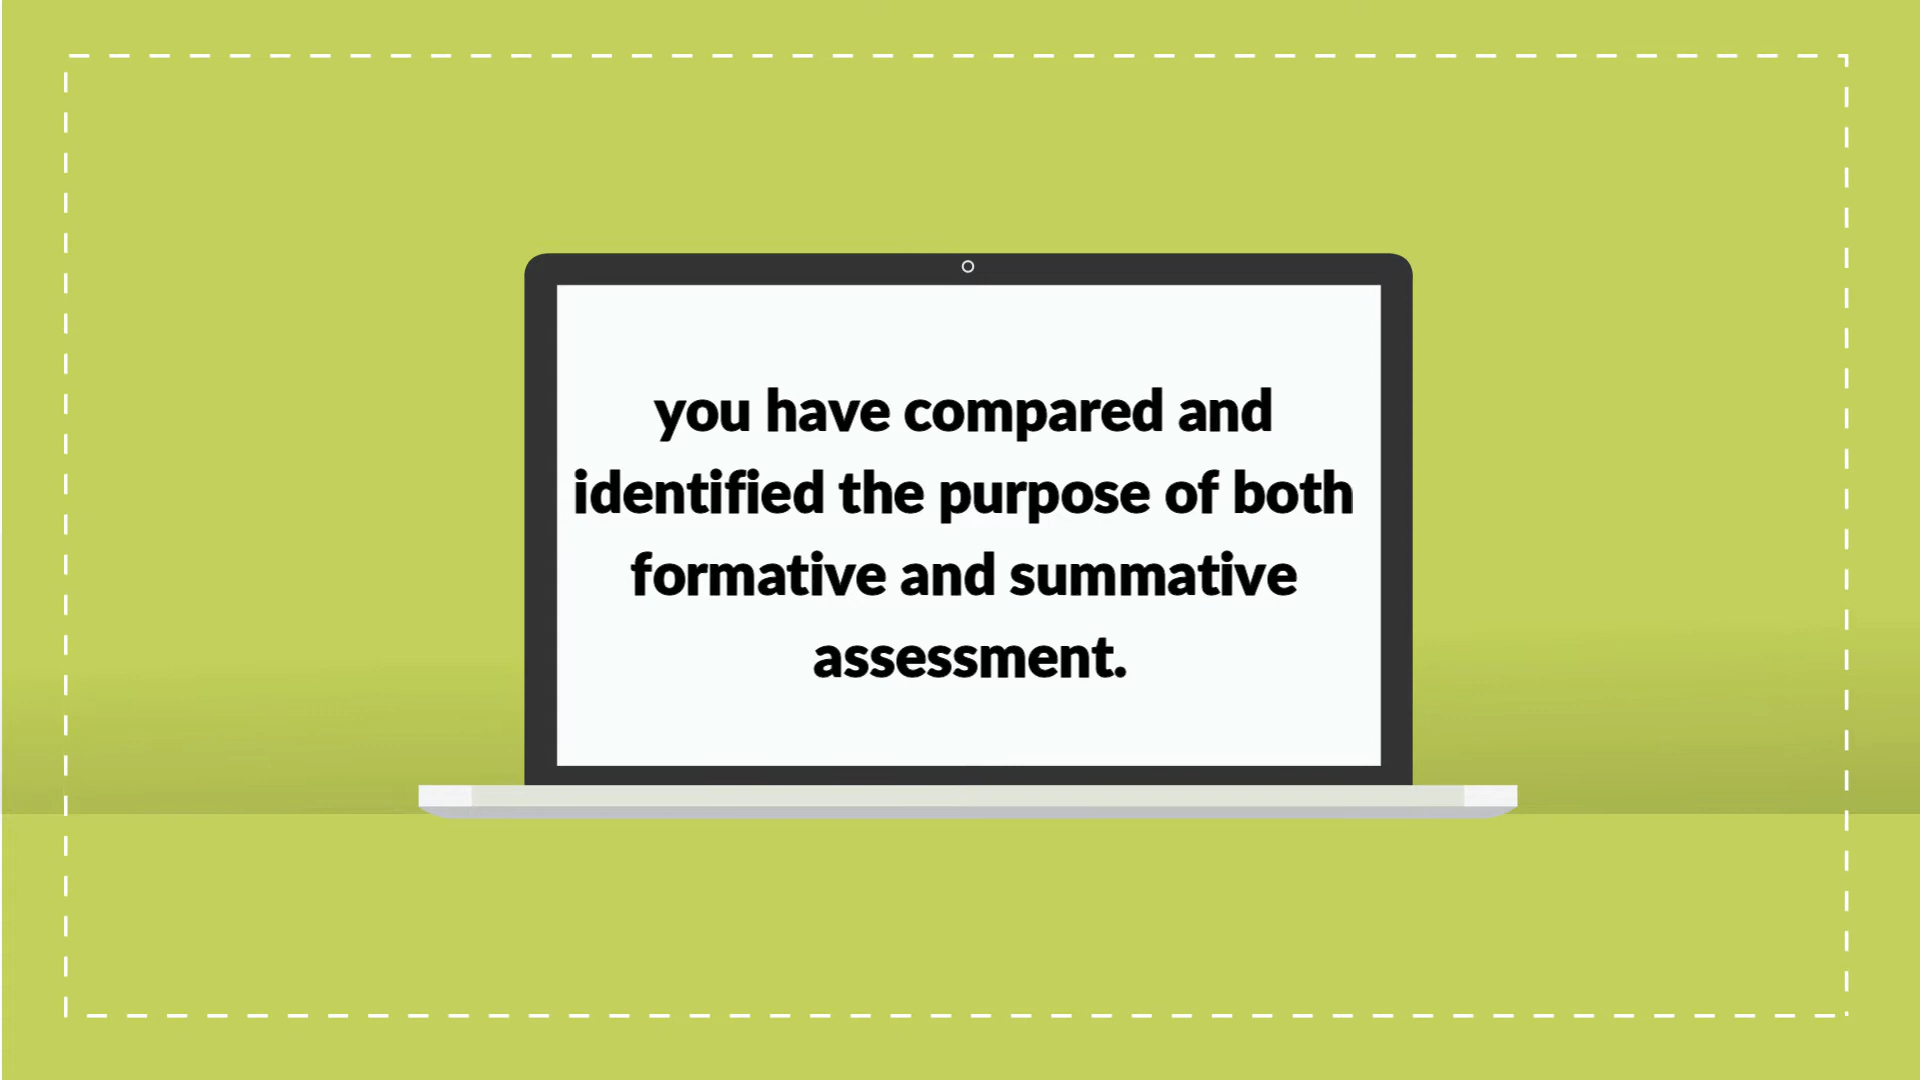 you have compared and
identified the purpose of both
formative and summative
assessment.